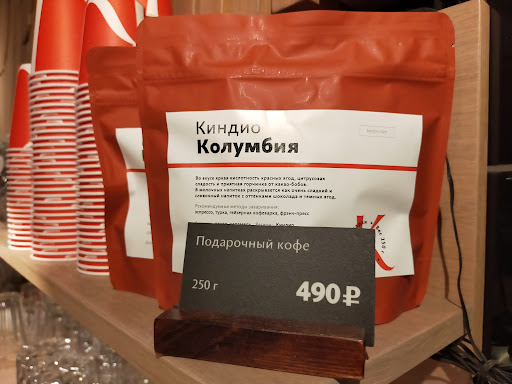 Киндио
Колумбия
Во вкусе яркая кислотность красных ягод, цитрусовая
сладость и приятная горчинка от какао-бобов.
В молочных напитках раскрывается как очень сладкий и
сливочный напиток с оттенками шоколада и темных ягод.
Рекомендуемые методы заваривания:
эспрессо, турка, гейзерная кофеварка, френч-пресс
Подарочный кофе
250 г
490₽